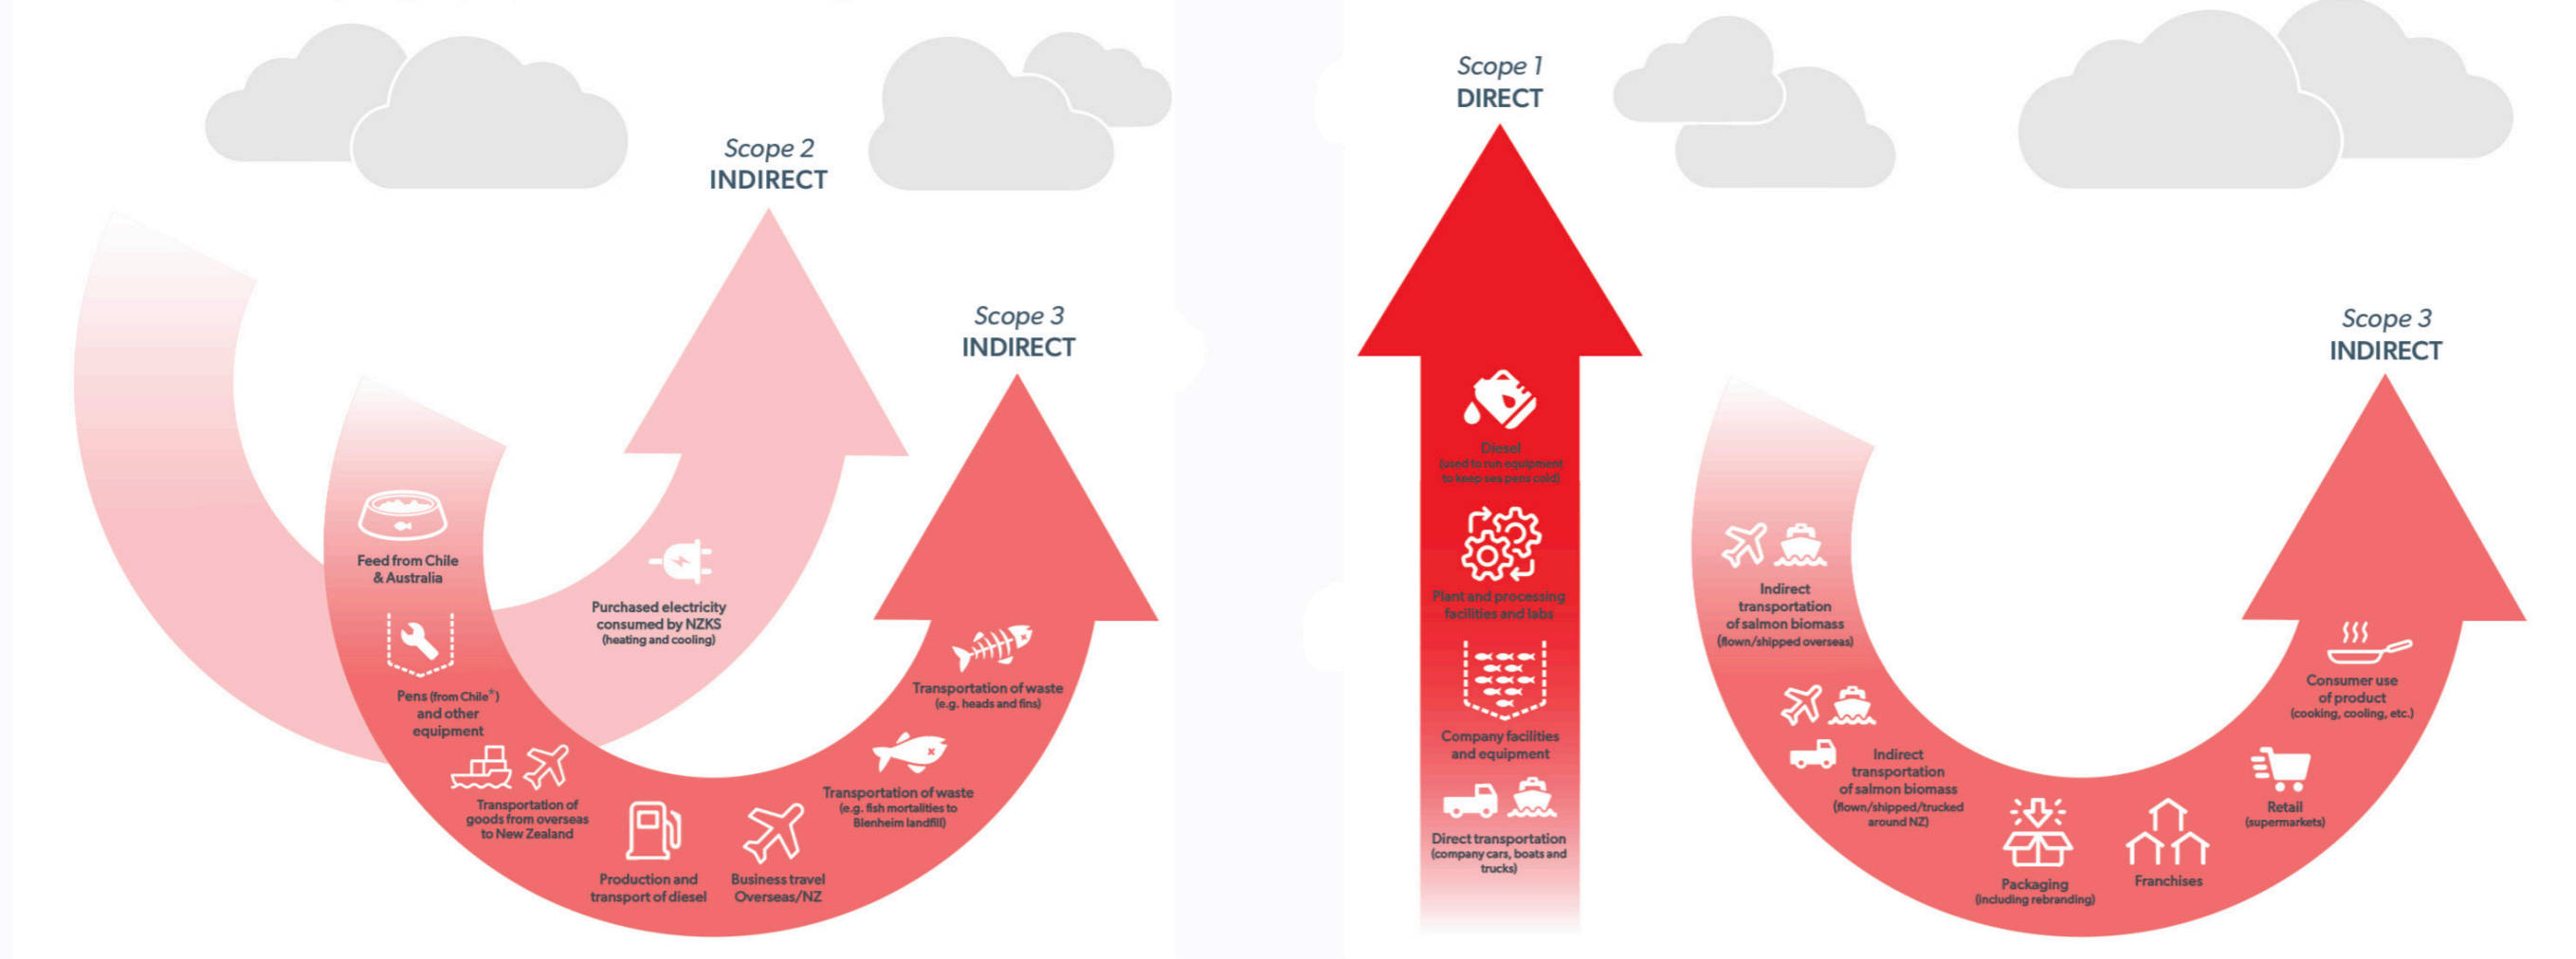 Scope 2
INDIRECT
Purchased electricity
consumed by NZKS
(heating and cooling)
Scope 3
INDIRECT
Feed from Chile
& Australia
Pens (from Chile*)
and other
equipment
Transportation of
goods from overseas
to New Zealand
Production and
transport of diesel
Business travel
Overseas/NZ
Transportation of waste
(e.g. fish mortalities to
Blenheim landfill)
Transportation of waste
(e.g. heads and fins)
Scope 1
DIRECT
Diesel
(used to run equipment
to keep sea pens cold)
Plant and processing
facilities and labs
Company facilities
and equipment
Direct transportation
(company cars, boats and
trucks)
Scope 3
INDIRECT
Indirect
transportation
of salmon biomass
(flown/shipped overseas)
Indirect
transportation
of salmon biomass
(flown/shipped/trucked
around NZ)
Packaging
(including rebranding)
Franchises
Retail
(supermarkets)
Consumer use
of product
(cooking, cooling, etc.)